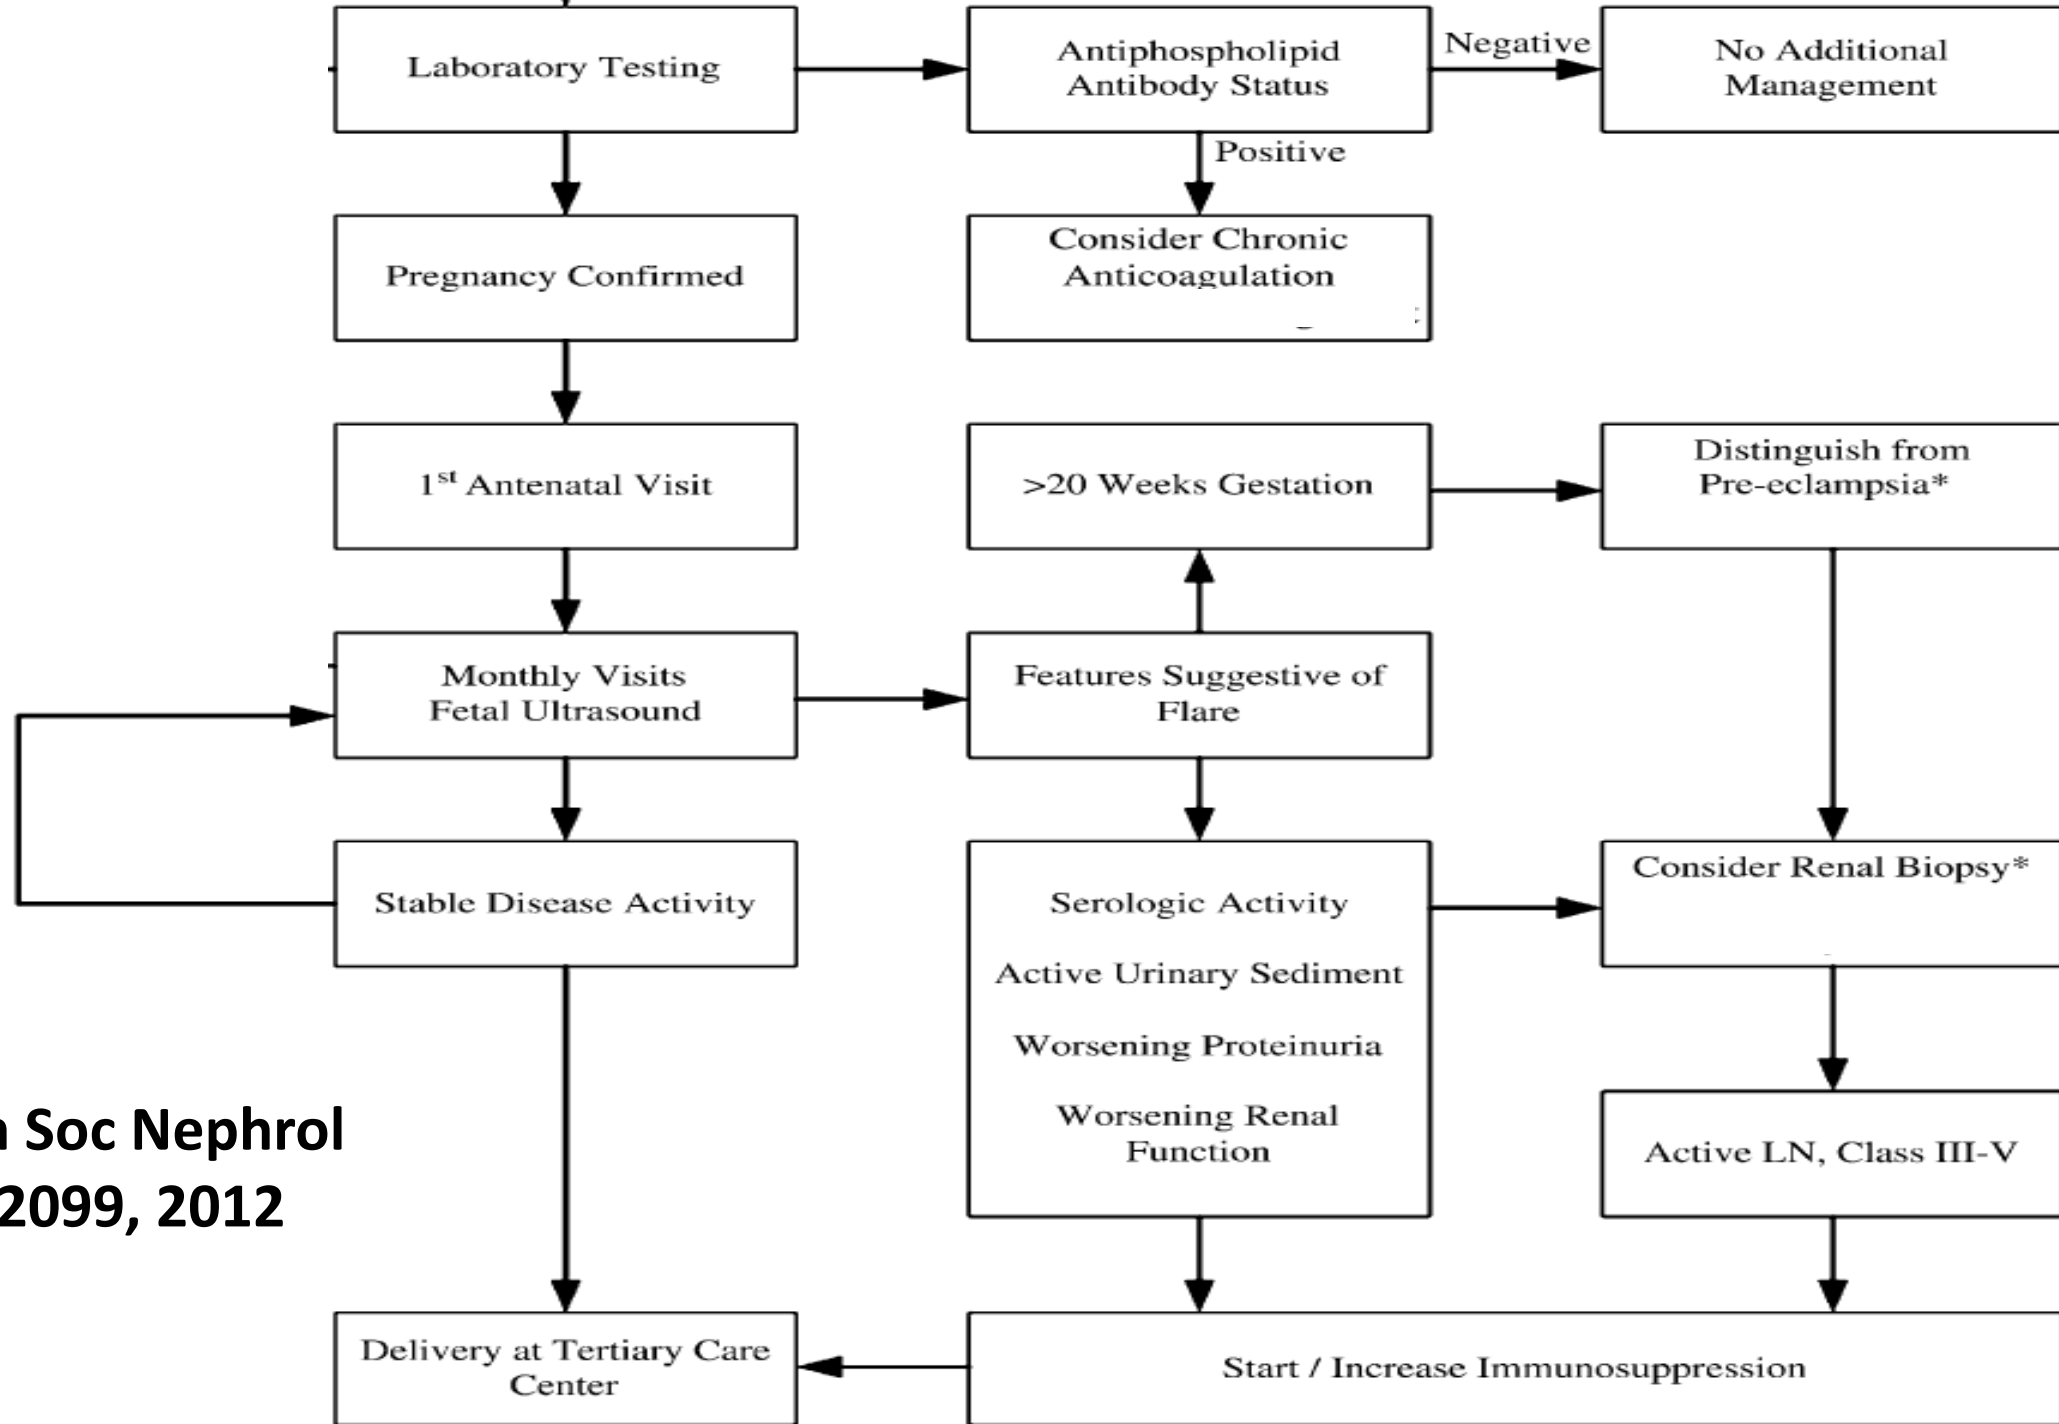 Laboratory Testing
Antiphospholipid
Antibody Status
Negative
No Additional
Management
Positive
Pregnancy Confirmed
Consider Chronic
Anticoagulation
1st Antenatal Visit
>20 Weeks Gestation
Distinguish from
Pre-eclampsia*
Monthly Visits
Fetal Ultrasound
Features Suggestive of
Flare
Stable Disease Activity
Serologic Activity
Active Urinary Sediment
Worsening Proteinuria
Worsening Renal
Function
Consider Renal Biopsy*
Active LN, Class III-V
Soc Nephrol
2099, 2012
Delivery at Tertiary Care
Center
Start / Increase Immunosuppression